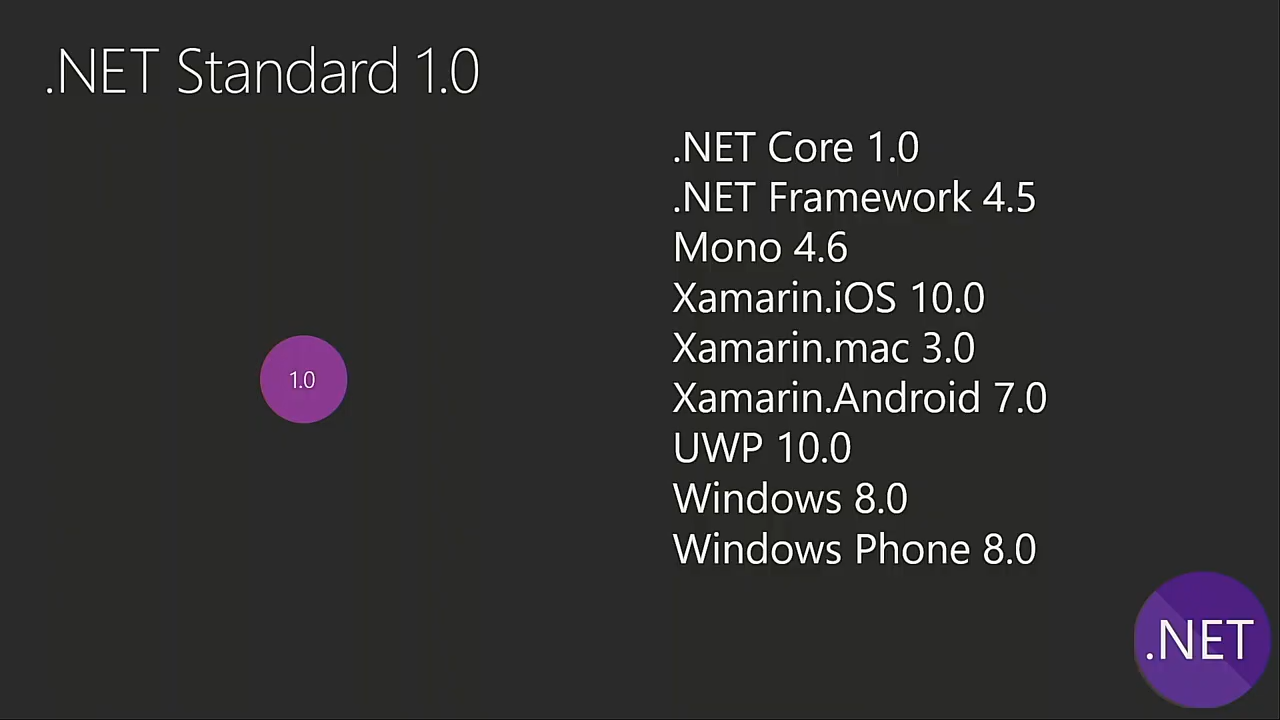 .NET Standard 1.0
.NET Core 1.0
.NET Framework 4.5
Mono 4.6
Xamarin.iOS 10.0
Xamarin.mac 3.0
Xamarin.Android 7.0
UWP 10.0
Windows 8.0
Windows Phone 8.0
1.0
.NET